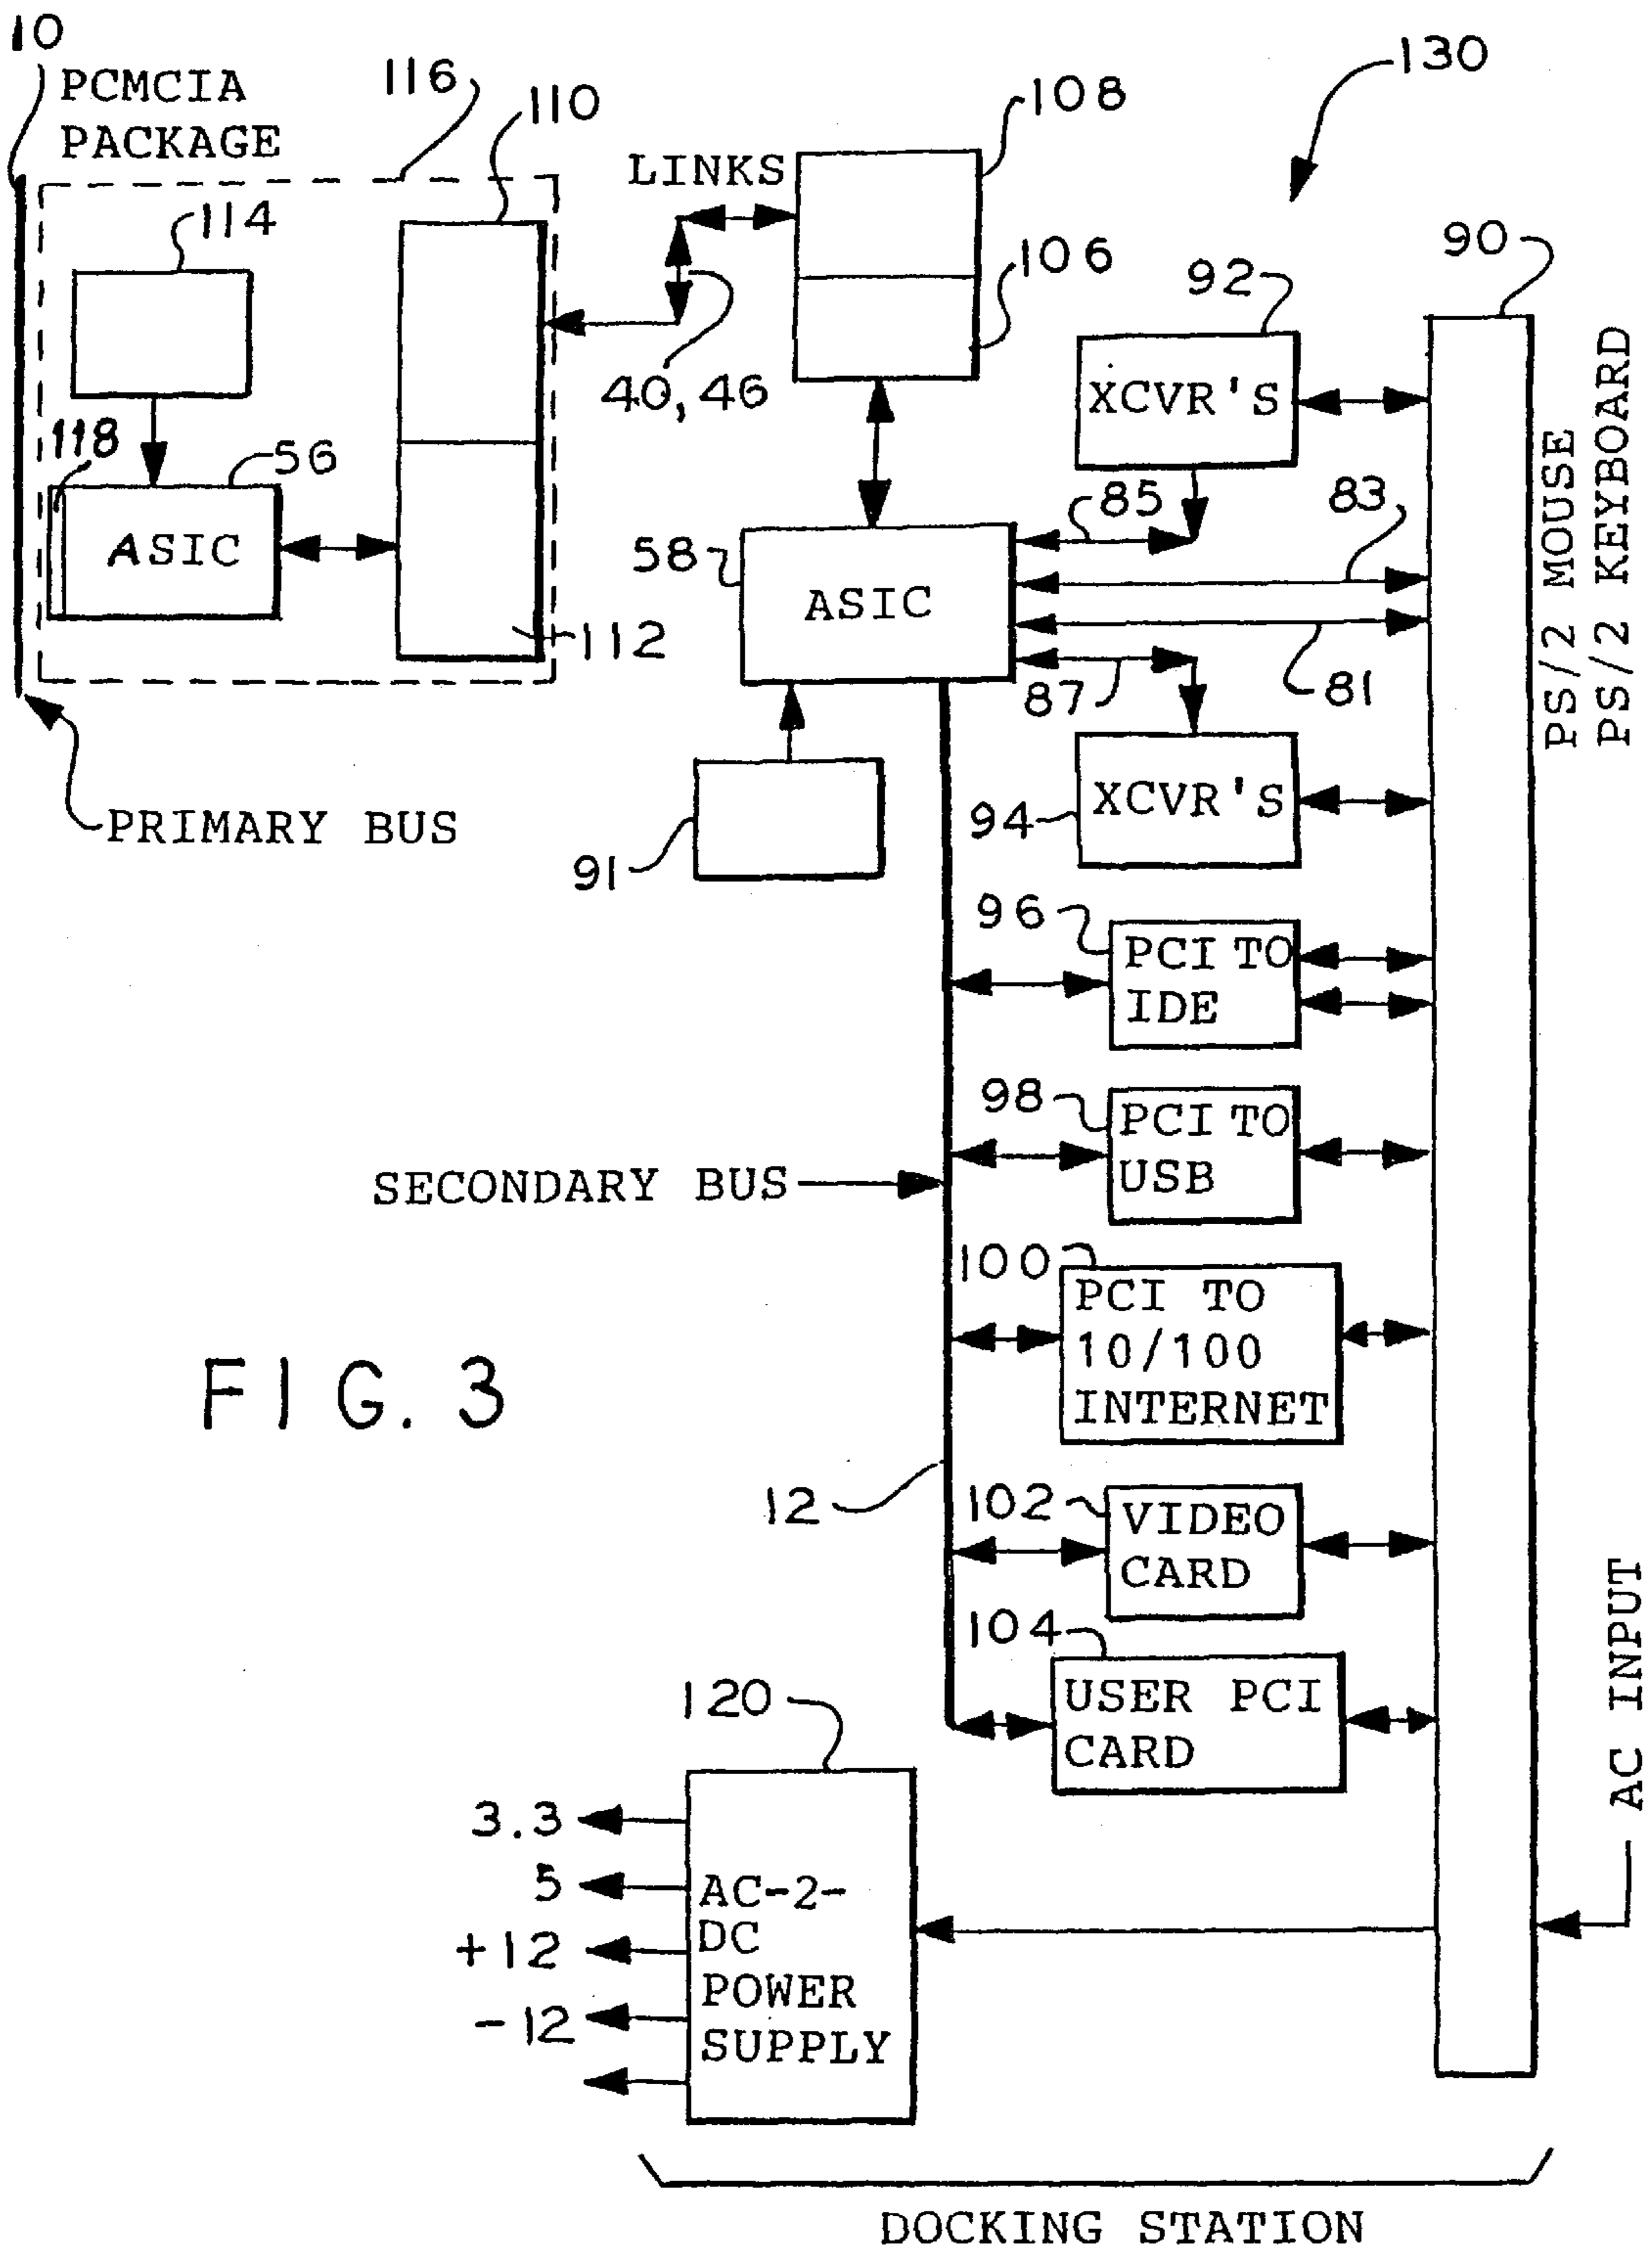 10
PCMCIA
PACKAGE
116
110
LINKS
108
130
114
106
92
90
40,46
XCVR'S
118
56
ASIC
112
58
ASIC
85
83
87
81
PS/2 MOUSE
PS/2 KEYBOARD
PRIMARY BUS
91
94
XCVR'S
96
PCI TO
IDE
98
PCI TO
USB
SECONDARY BUS
100
PCI TO
10/100
INTERNET
FIG. 3
12
102
VIDEO
CARD
104
USER PCI
CARD
AC INPUT
120
3.3
5
+12
-12
AC-2-
DC
POWER
SUPPLY
DOCKING STATION